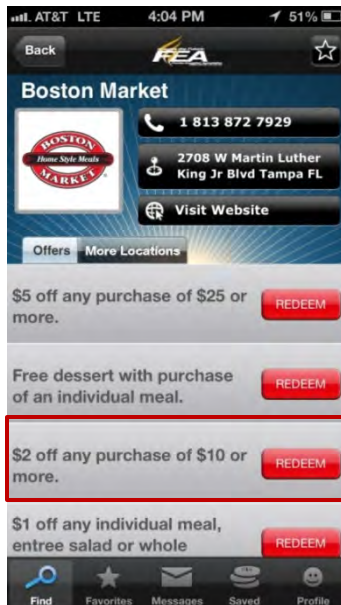 AT&T LTE 4:04 PM 51%
Back
FEA
Boston Market
BOSTON
Home Style Meals
MARKET
1 813 872 7929
2708 W Martin Luther
King Jr Blvd Tampa FL
Visit Website
Offers More Locations
$5 off any purchase of $25 or
more.
REDEEM
Free dessert with purchase
of an individual meal.
REDEEM
$2 off any purchase of $10 or
more.
REDEEM
$1 off any individual meal,
entree salad or whole
REDEEM
Find Favorites Messages Saved Profile